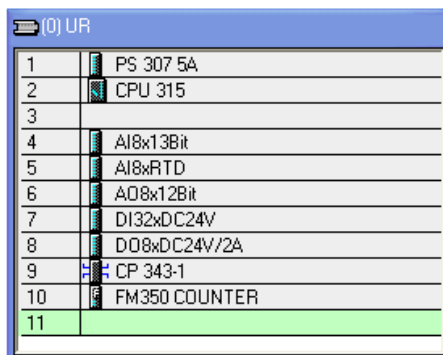 (0) UR
1 PS 307 5A
2 CPU 315
3
4 AI8x13Bit
5 AI8xRTD
6 AO8x12Bit
7 DI32xDC24V
8 DO8xDC24V/2A
9 CP 343-1
10 FM350 COUNTER
11